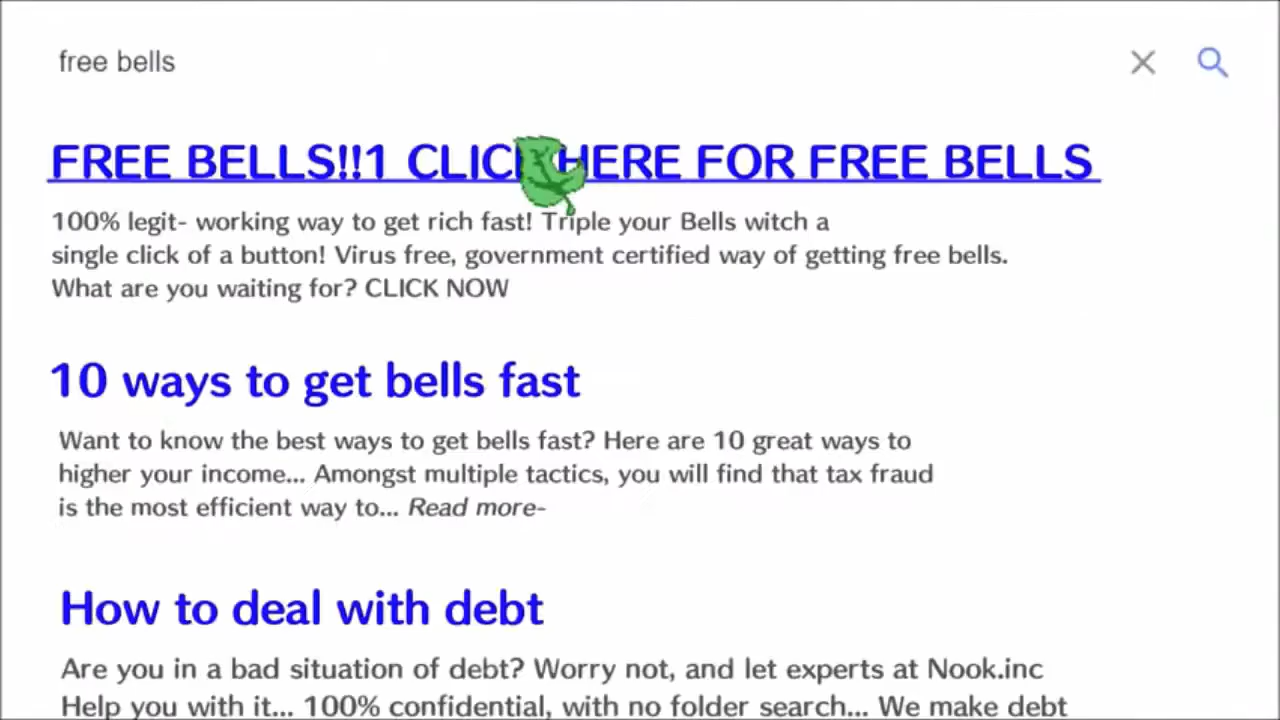 free bells
FREE BELLS!!1 CLICK HERE FOR FREE BELLS
100% legit- working way to get rich fast! Triple your Bells witch a
single click of a button! Virus free, government certified way of getting free bells.
What are you waiting for? CLICK NOW
10 ways to get bells fast
Want to know the best ways to get bells fast? Here are 10 great ways to
higher your income... Amongst multiple tactics, you will find that tax fraud
is the most efficient way to... Read more-
How to deal with debt
Are you in a bad situation of debt? Worry not, and let experts at Nook.inc
Help you with it... 100% confidential, with no folder search... We make debt